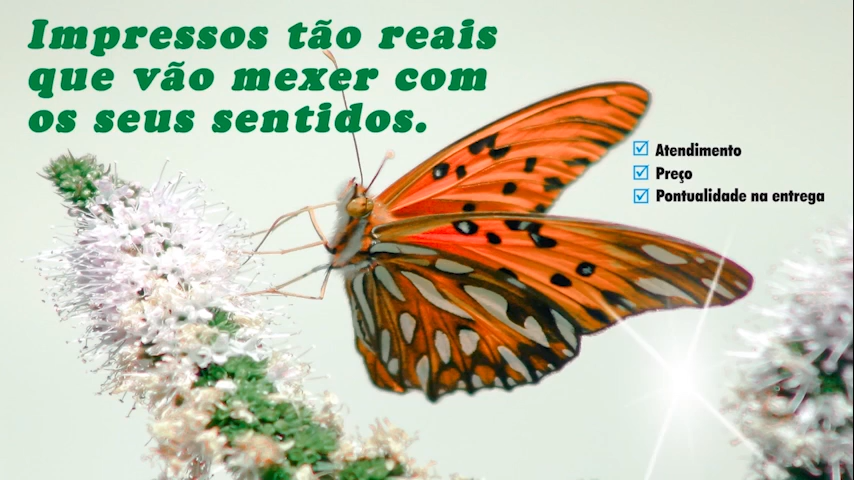 Impressos tão reais
que vão mexer com
os seus sentidos.
Atendimento
Preço
Pontualidade na entrega